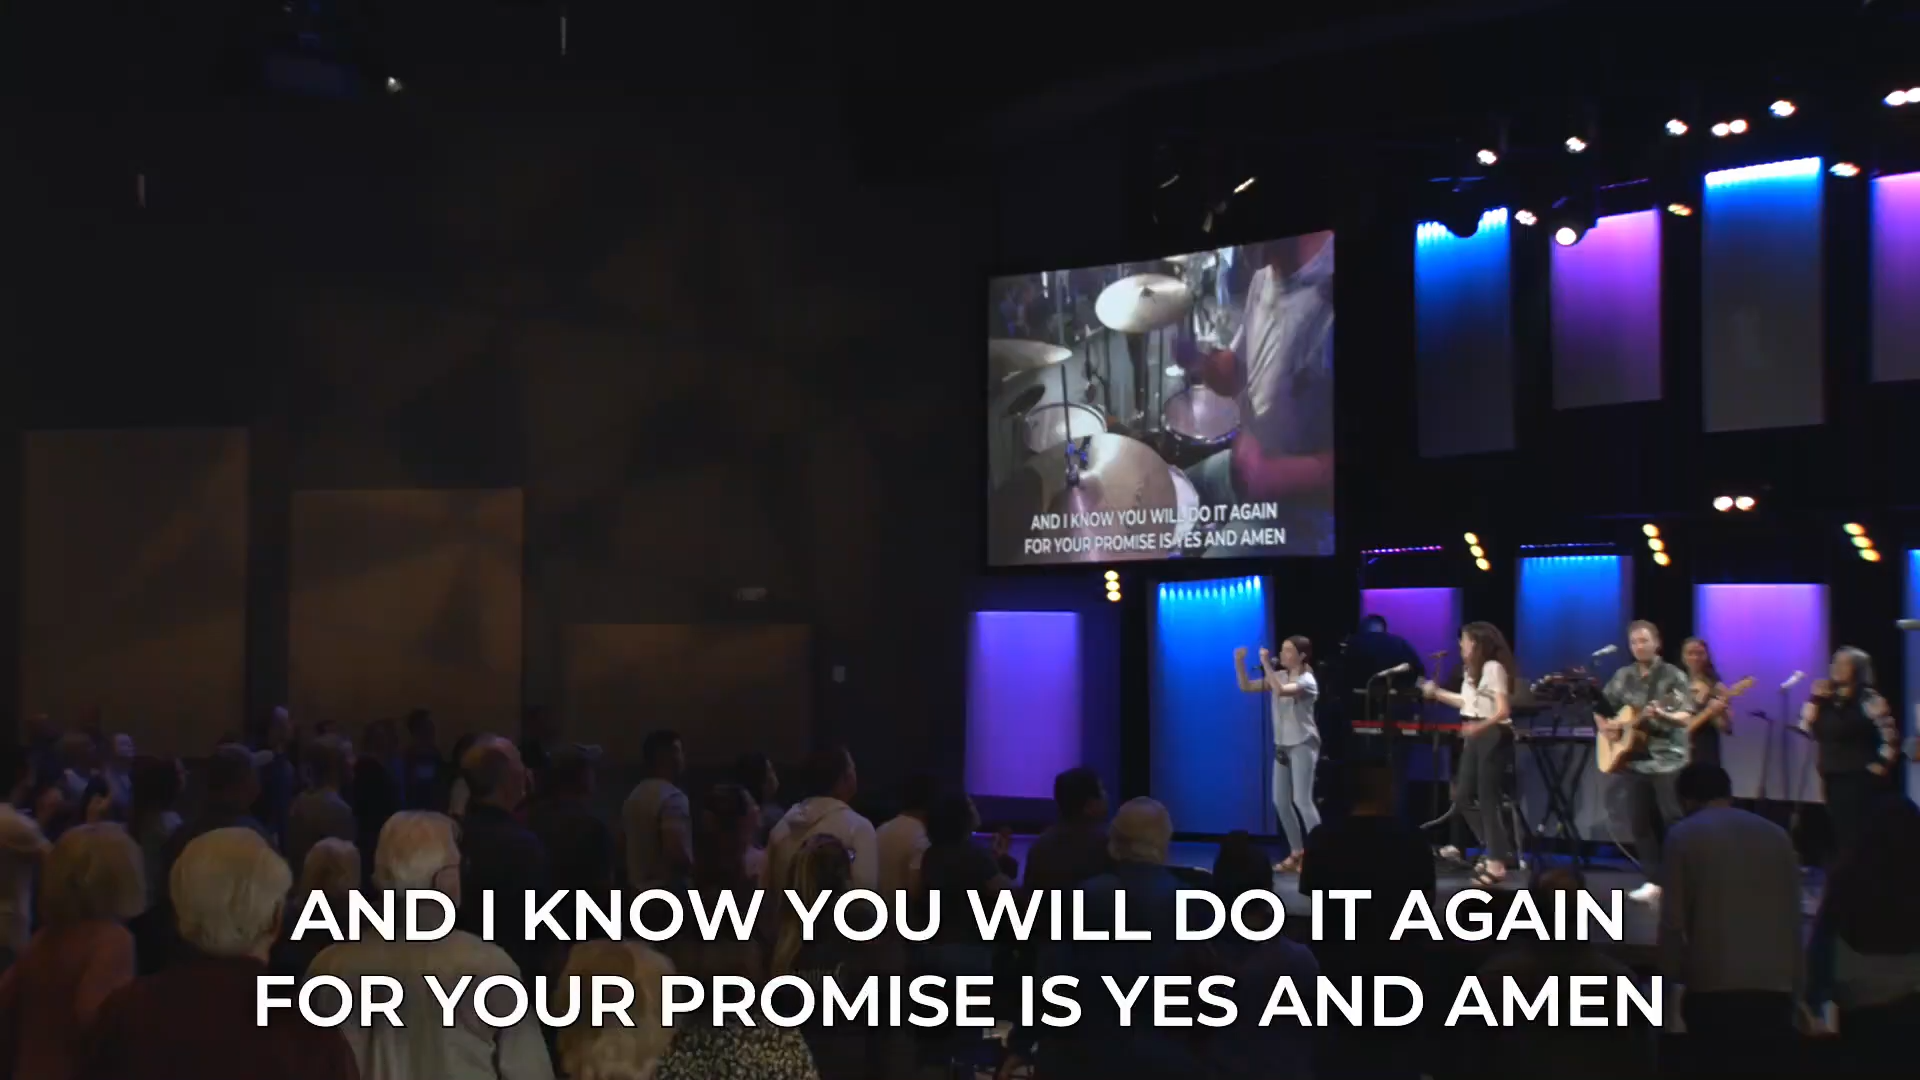 AND I KNOW YOU WILL DO IT AGAIN
FOR YOUR PROMISE IS YES AND AMEN
AND I KNOW YOU WILL DO IT AGAIN
FOR YOUR PROMISE IS YES AND AMEN